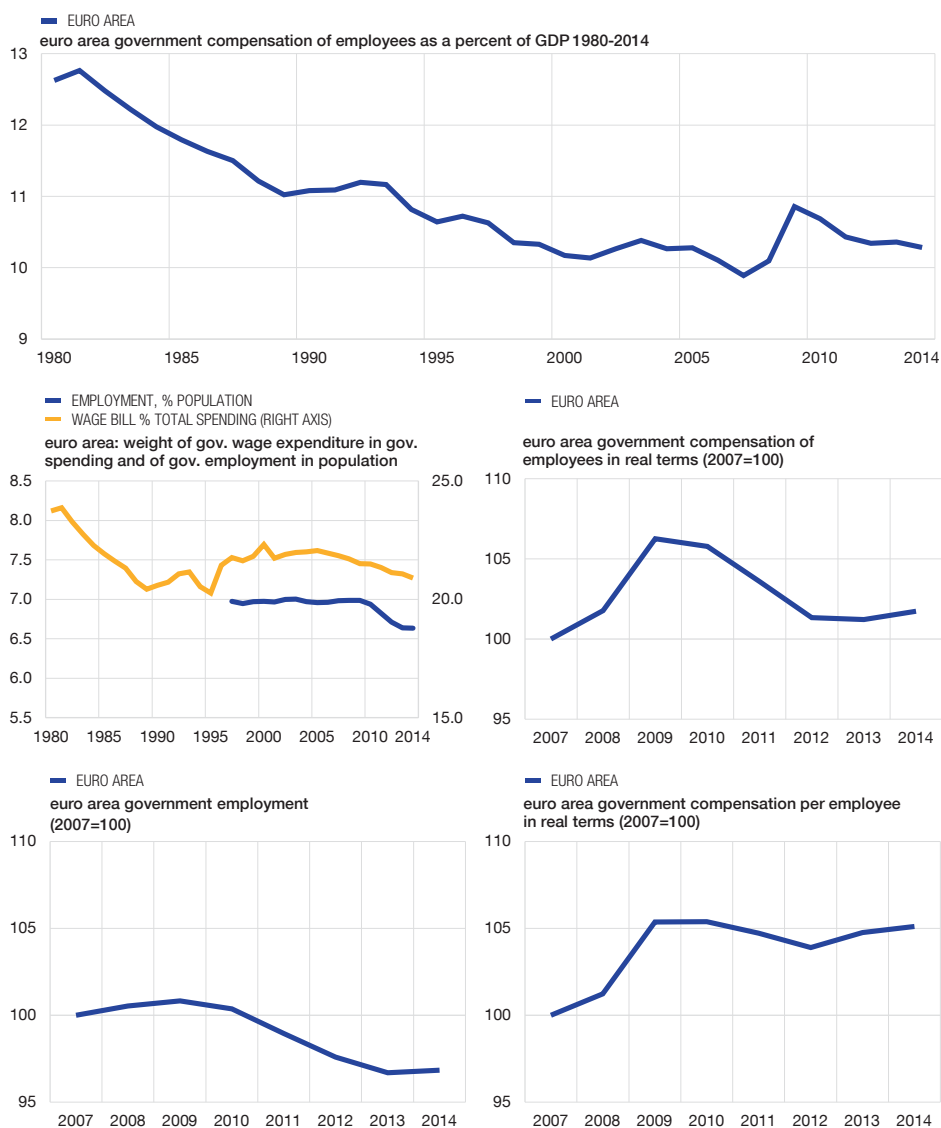 EURO AREA
euro area government compensation of employees as a percent of GDP 1980-2014
13
12
11
10
9
1980 1985 1990 1995 2000 2005 2010 2014
EMPLOYMENT, % POPULATION
WAGE BILL % TOTAL SPENDING (RIGHT AXIS)
euro area: weight of gov. wage expenditure in gov.
spending and of gov. employment in population
8.5 25.0
8.0
7.5
7.0 20.0
6.5
6.0
5.5 15.0
1980 1985 1990 1995 2000 2005 2010 2014
EURO AREA
euro area government compensation of
employees in real terms (2007=100)
110
105
100
95
2007 2008 2009 2010 2011 2012 2013 2014
EURO AREA
euro area government employment
(2007=100)
110
105
100
95
2007 2008 2009 2010 2011 2012 2013 2014
EURO AREA
euro area government compensation per employee
in real terms (2007=100)
110
105
100
95
2007 2008 2009 2010 2011 2012 2013 2014